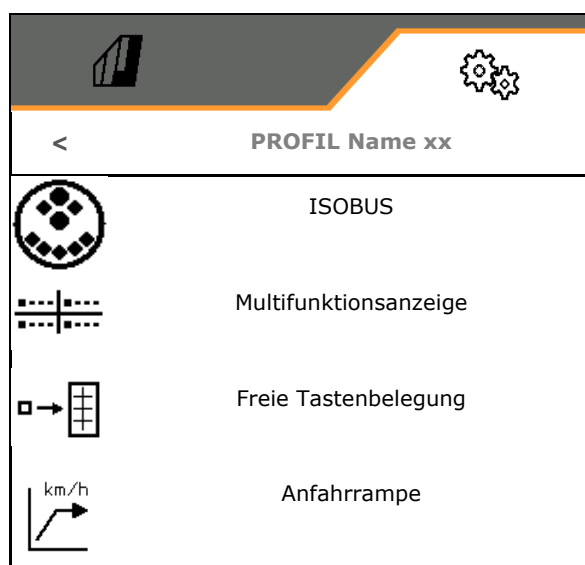 <
PROFIL Name xx
ISOBUS
Multifunktionsanzeige
Freie Tastenbelegung
km/h
Anfahrrampe